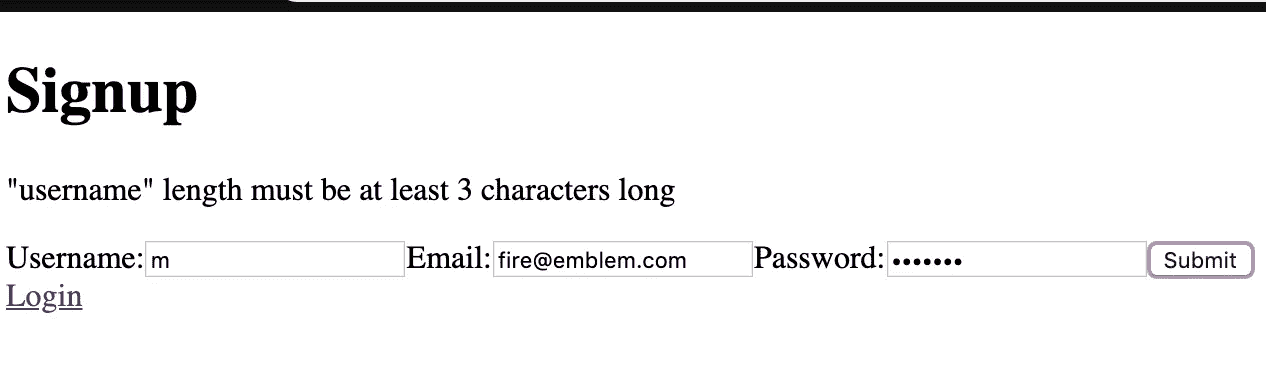 Signup
"username" length must be at least 3 characters long
Username: m Email: fire@emblem.com Password: ••••••• Submit
Login